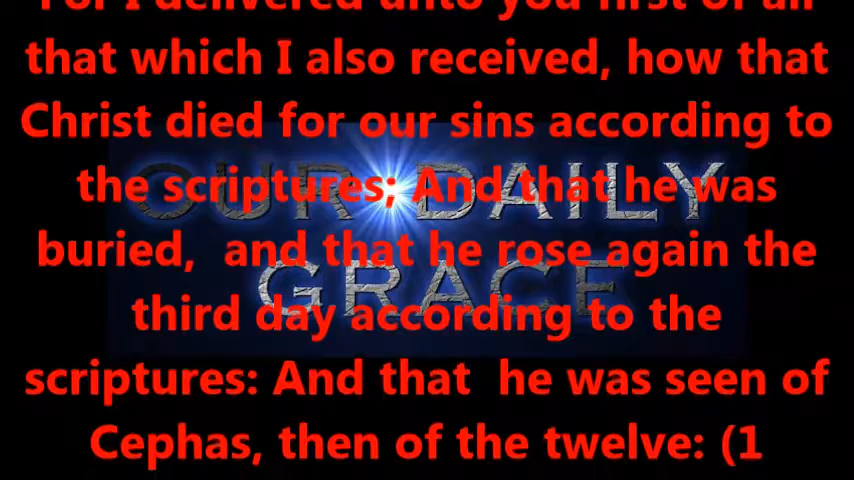 For I delivered unto you first of all
that which I also received, how that
Christ died for our sins according to
the scriptures; And that he was
buried, and that he rose again the
third day according to the
scriptures: And that he was seen of
Cephas, then of the twelve: (1
OUR DAILY
GRACE